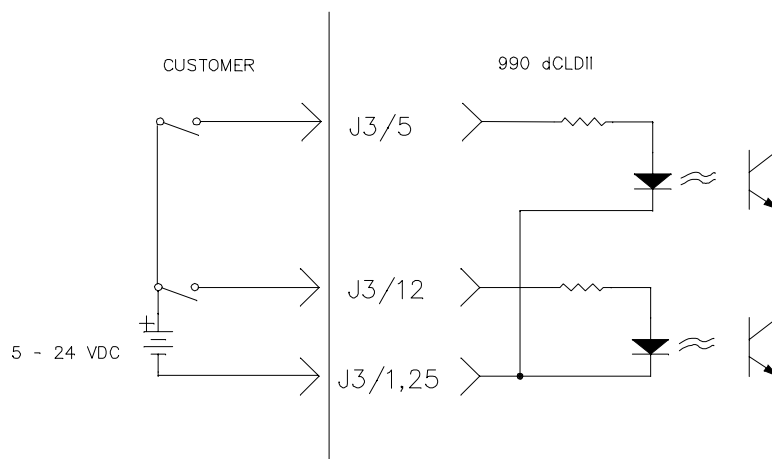 CUSTOMER
990 dCLDII
J3/5
J3/12
+
5 - 24 VDC
J3/1,25